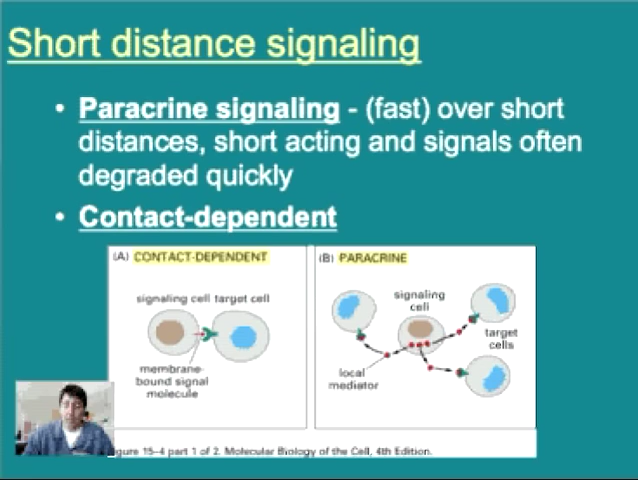 Short distance signaling
• Paracrine signaling - (fast) over short
distances, short acting and signals often
degraded quickly
• Contact-dependent
(A) CONTACT-DEPENDENT
signaling cell target cell
membrane-
bound signal
molecule
(B) PARACRINE
signaling
cell
target
cells
local
mediator
gure 15–4 part 1 of 2. Molecular Biology of the Cell, 4th Edition.